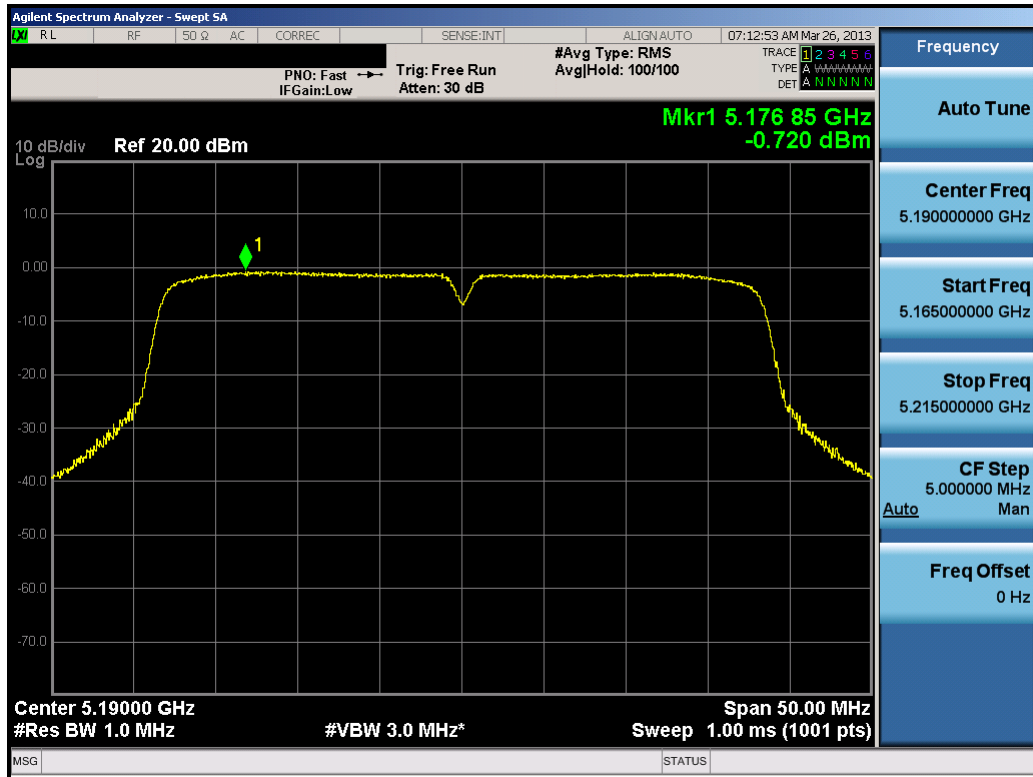 Agilent Spectrum Analyzer - Swept SA
LXI RL RF 50 Ω AC CORREC SENSE:INT ALIGN AUTO 07:12:53 AM Mar 26, 2013
PNO: Fast
IFGain:Low
Trig: Free Run
Atten: 30 dB
#Avg Type: RMS
Avg|Hold: 100/100
TRACE 1 2 3 4 5 6
TYPE A WWWWW
DET A N N N N N
Mkr1 5.176 85 GHz
-0.720 dBm
10 dB/div Ref 20.00 dBm
Log
1
10.0
0.00
-10.0
-20.0
-30.0
-40.0
-50.0
-60.0
-70.0
Center 5.19000 GHz Span 50.00 MHz
#Res BW 1.0 MHz #VBW 3.0 MHz* Sweep 1.00 ms (1001 pts)
MSG STATUS
Frequency
Auto Tune
Center Freq
5.190000000 GHz
Start Freq
5.165000000 GHz
Stop Freq
5.215000000 GHz
CF Step
5.000000 MHz
Auto Man
Freq Offset
0 Hz